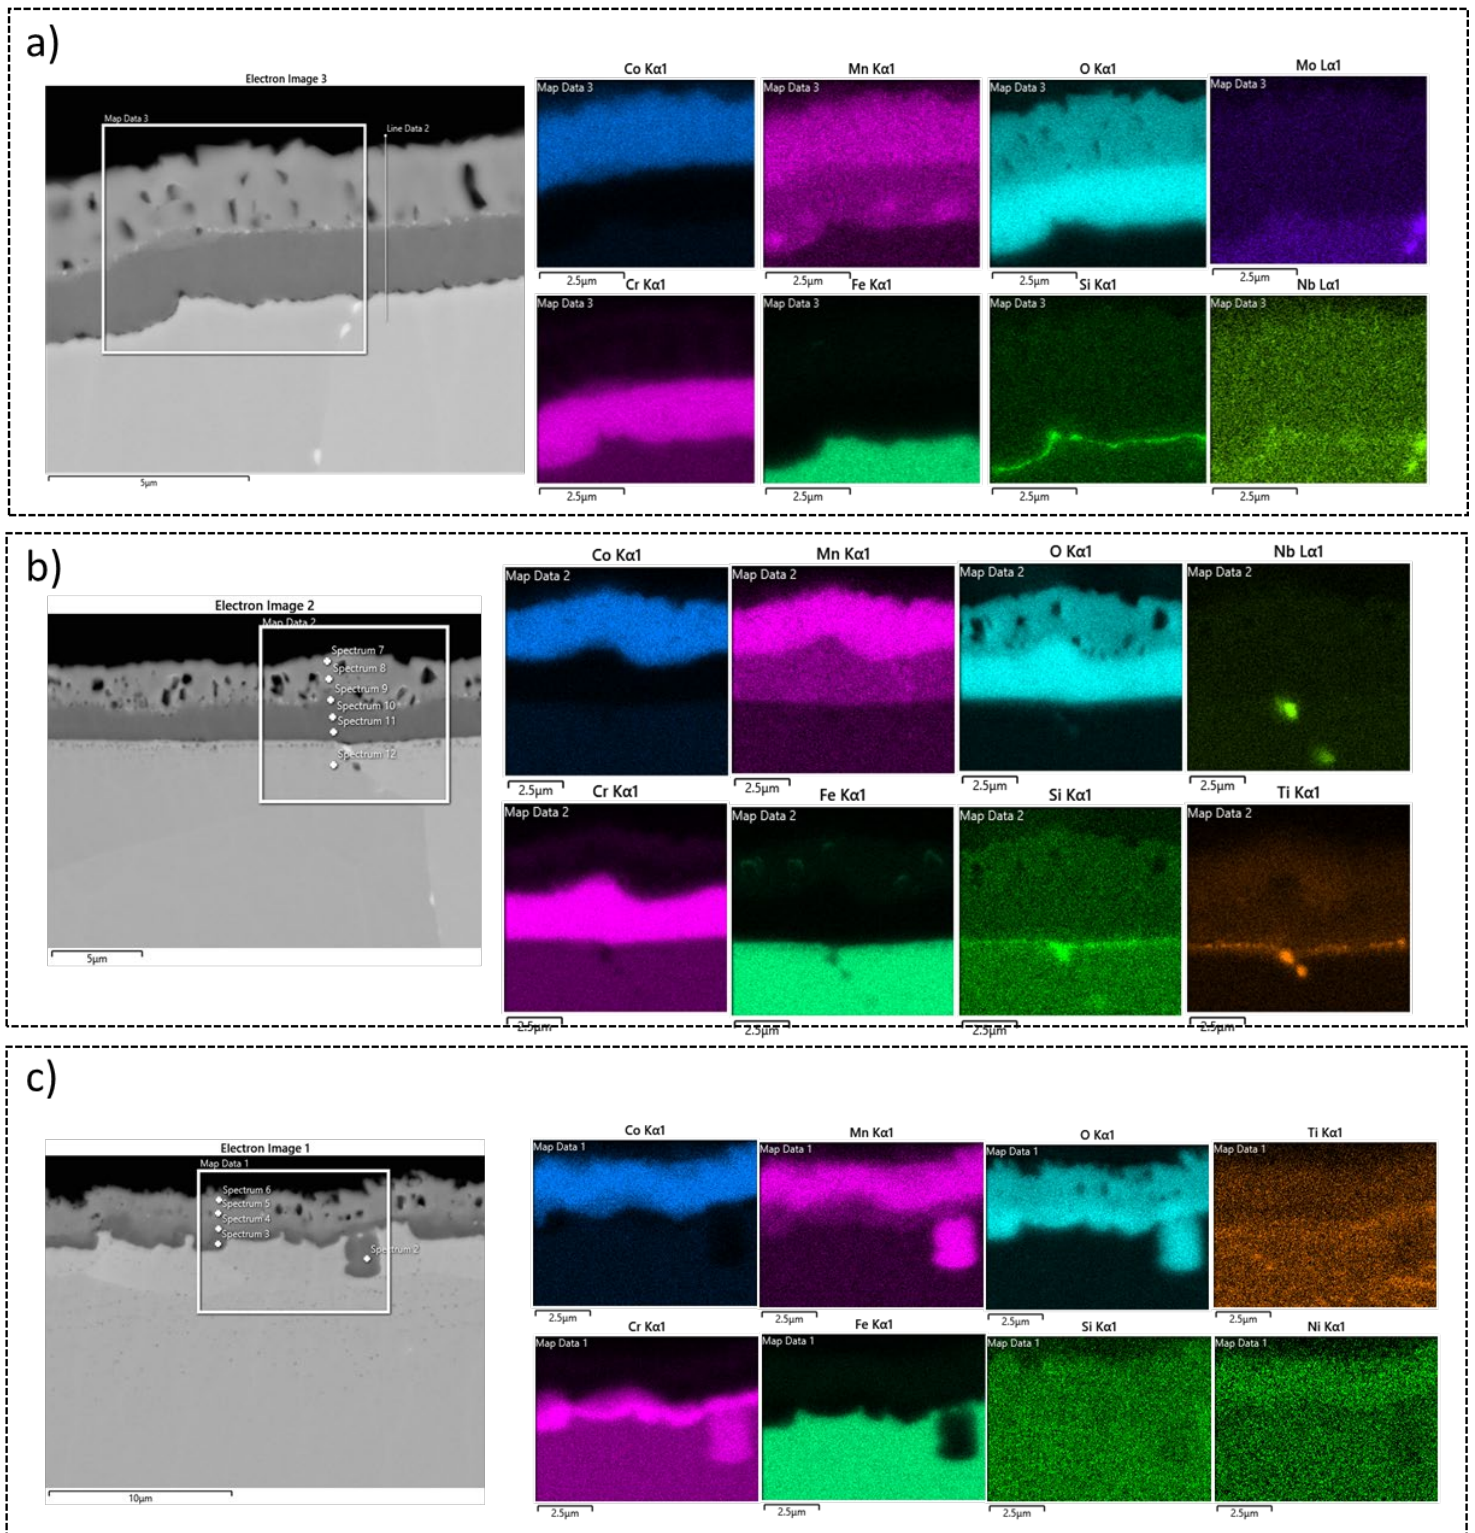 a)
Electron Image 3
Map Data 3
Line Data 2
5μm
Co Kα1
Mn Kα1
O Kα1
Mo Lα1
Map Data 3
Map Data 3
Map Data 3
Map Data 3
2.5μm
2.5μm
2.5μm
2.5μm
Cr Kα1
Fe Kα1
Si Kα1
Nb Lα1
Map Data 3
Map Data 3
Map Data 3
Map Data 3
2.5μm
2.5μm
2.5μm
2.5μm
b)
Electron Image 2
Map Data 2
Spectrum 7
Spectrum 8
Spectrum 9
Spectrum 10
Spectrum 11
Spectrum 12
5μm
Co Kα1
Mn Kα1
O Kα1
Nb Lα1
Map Data 2
Map Data 2
Map Data 2
Map Data 2
2.5μm
2.5μm
2.5μm
2.5μm
Cr Kα1
Fe Kα1
Si Kα1
Ti Kα1
Map Data 2
Map Data 2
Map Data 2
Map Data 2
2.5μm
2.5μm
2.5μm
2.5μm
c)
Electron Image 1
Map Data 1
Spectrum 6
Spectrum 5
Spectrum 4
Spectrum 3
Spectrum 2
10μm
Co Kα1
Mn Kα1
O Kα1
Ti Kα1
Map Data 1
Map Data 1
Map Data 1
Map Data 1
2.5μm
2.5μm
2.5μm
2.5μm
Cr Kα1
Fe Kα1
Si Kα1
Ni Kα1
Map Data 1
Map Data 1
Map Data 1
Map Data 1
2.5μm
2.5μm
2.5μm
2.5μm